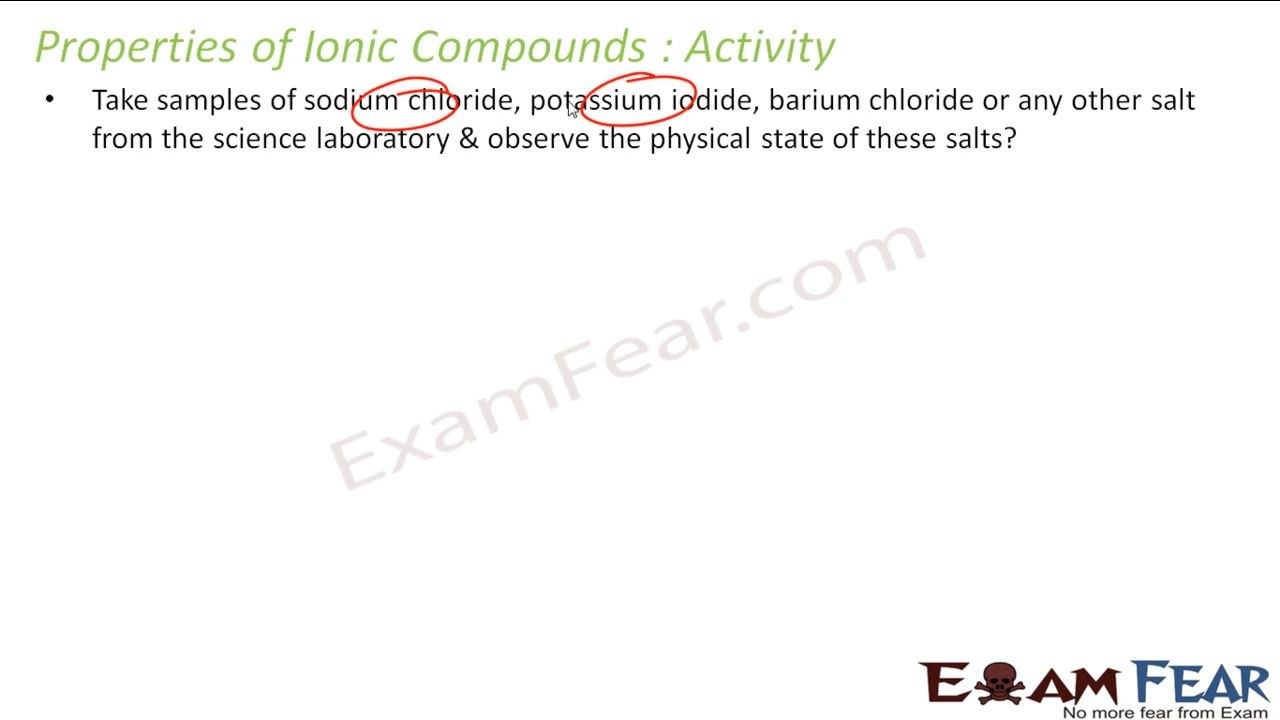 Properties of Ionic Compounds : Activity
• Take samples of sodium chloride, potassium iodide, barium chloride or any other salt
from the science laboratory & observe the physical state of these salts?
ExamFear.com
EXAM FEAR
No more fear from Exam